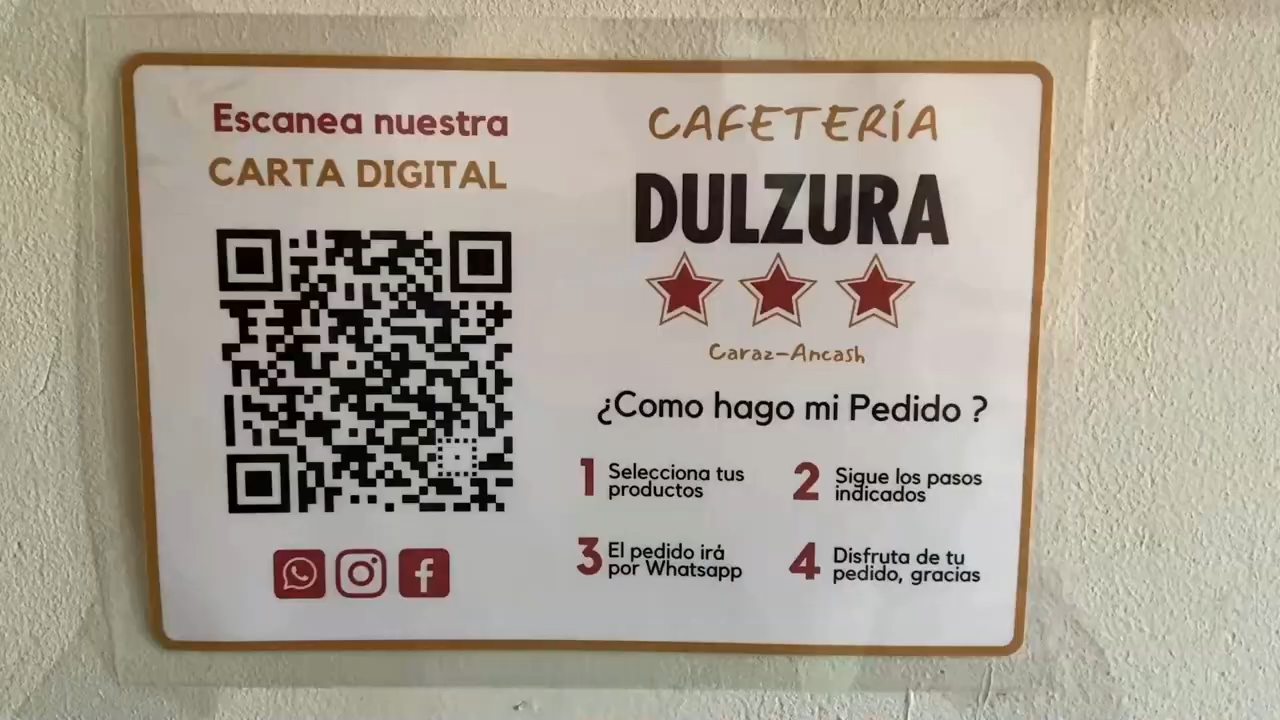 Escanea nuestra
CARTA DIGITAL
CAFETERÍA
DULZURA
Caraz-Ancash
¿Como hago mi Pedido ?
1 Selecciona tus
productos
2 Sigue los pasos
indicados
3 El pedido irá
por Whatsapp
4 Disfruta de tu
pedido, gracias